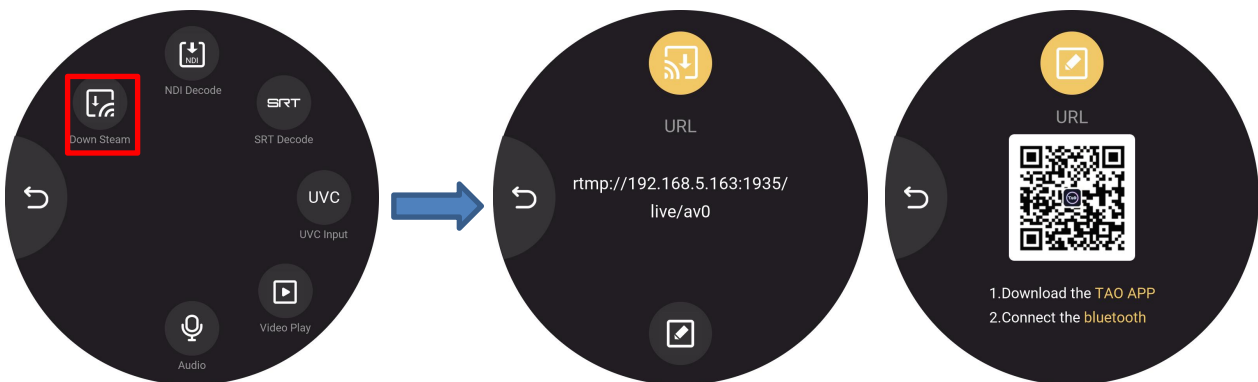 NDI
NDI Decode
Down Steam
SRT
SRT Decode
UVC
UVC Input
Video Play
Audio
URL
rtmp://192.168.5.163:1935/
live/av0
URL
TAO
1.Download the TAO APP
2.Connect the bluetooth